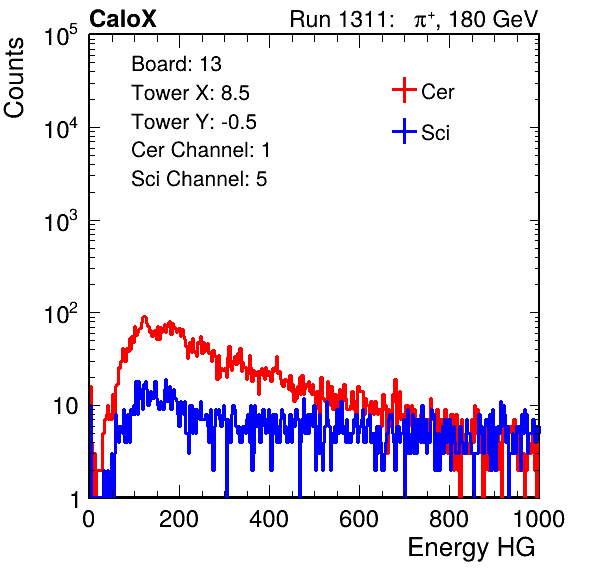 CaloX Run 1311: π⁺, 180 GeV
Board: 13
Tower X: 8.5
Tower Y: -0.5
Cer Channel: 1
Sci Channel: 5
Cer
Sci
Counts
10⁵
10⁴
10³
10²
10
1
0 200 400 600 800 1000
Energy HG